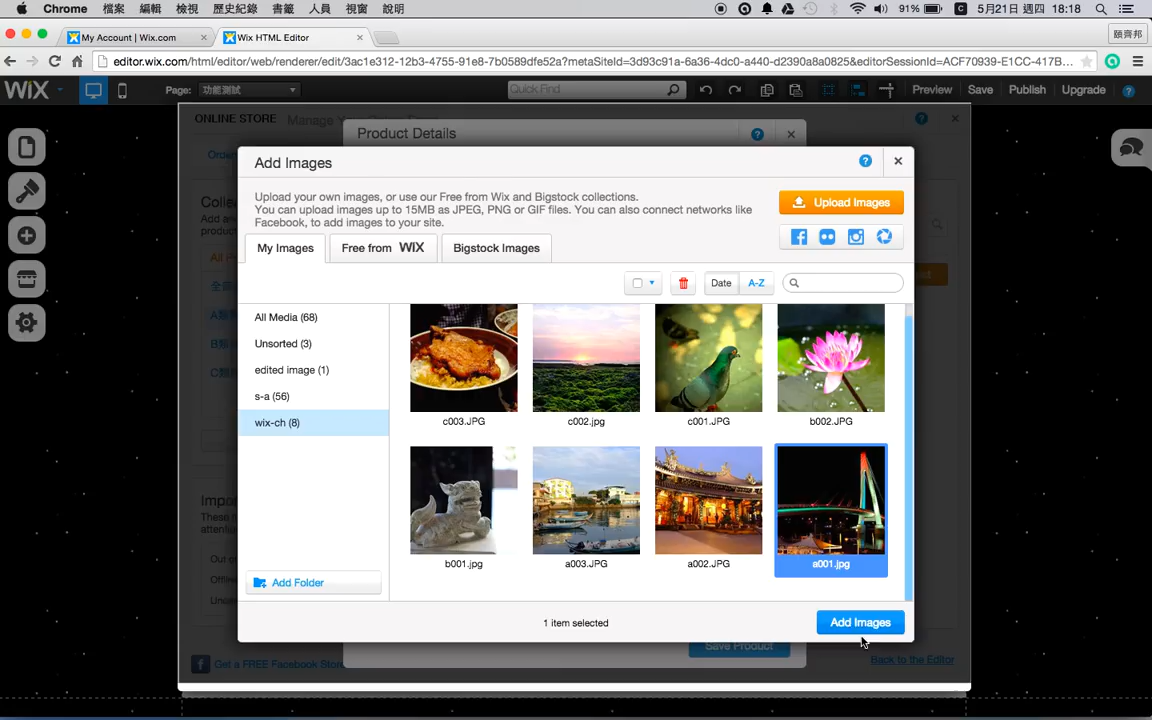 Chrome 檔案 編輯 檢視 歷史紀錄 書籤 人員 視窗 說明
91% 5月21日 週四 18:18
My Account | Wix.com
Wix HTML Editor
顧齊邦
editor.wix.com/html/editor/web/renderer/edit/3ac1e312-12b3-4755-91e8-7b0589dfe52a?metaSiteId=3d93c91a-6a36-4dc0-a440-d2390a8a0825&editorSessionId=ACF70939-E1CC-417B...
WiX
Page: 功能測試
Quick Find
Preview Save Publish Upgrade ?
ONLINE STORE
Product Details
Add Images
Upload your own images, or use our Free from Wix and Bigstock collections.
You can upload images up to 15MB as JPEG, PNG or GIF files. You can also connect networks like
Facebook, to add images to your site.
Upload Images
My Images
Free from WiX
Bigstock Images
Date
A-Z
All Media (68)
Unsorted (3)
edited image (1)
s-a (56)
wix-ch (8)
c003.JPG
c002.jpg
c001.JPG
b002.JPG
b001.jpg
a003.JPG
a002.JPG
a001.jpg
Add Folder
1 item selected
Add Images
Save Product
Get a FREE Facebook Store
Back to the Editor